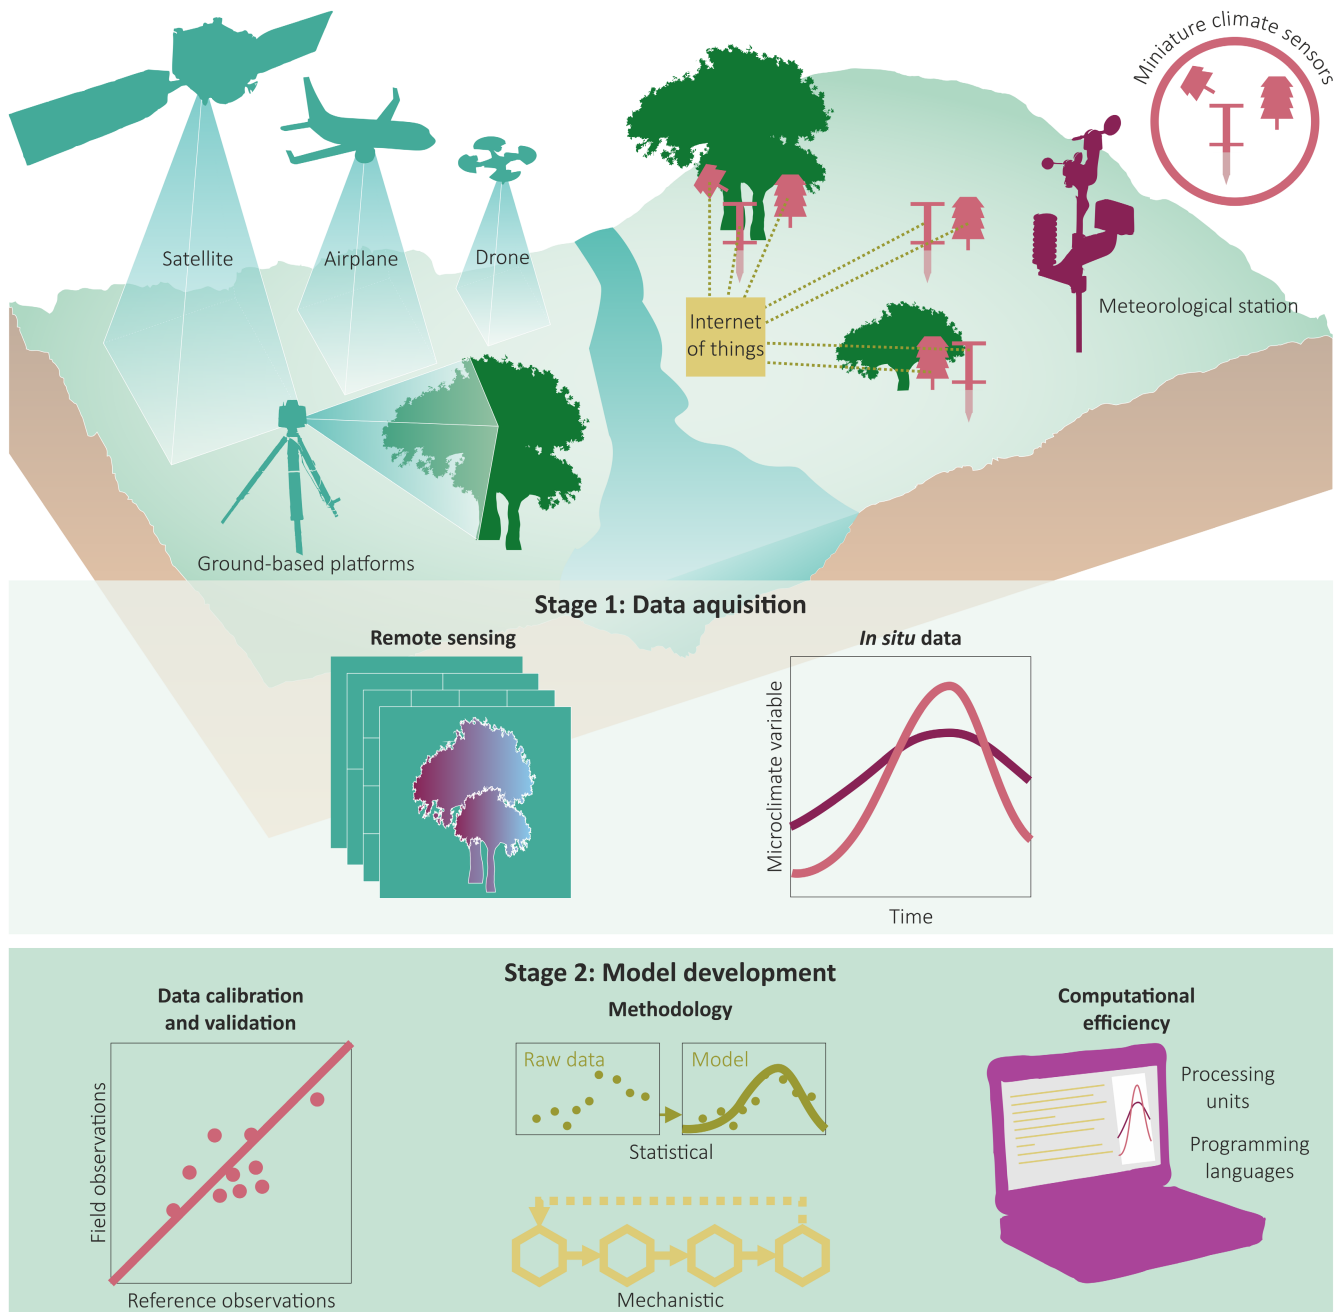 Miniature climate sensors
Satellite
Airplane
Drone
Internet
of things
Meteorological station
Ground-based platforms
Stage 1: Data aquisition
Remote sensing
In situ data
Microclimate variable
Time
Stage 2: Model development
Data calibration
and validation
Field observations
Reference observations
Methodology
Raw data
Model
Statistical
Mechanistic
Computational
efficiency
Processing
units
Programming
languages